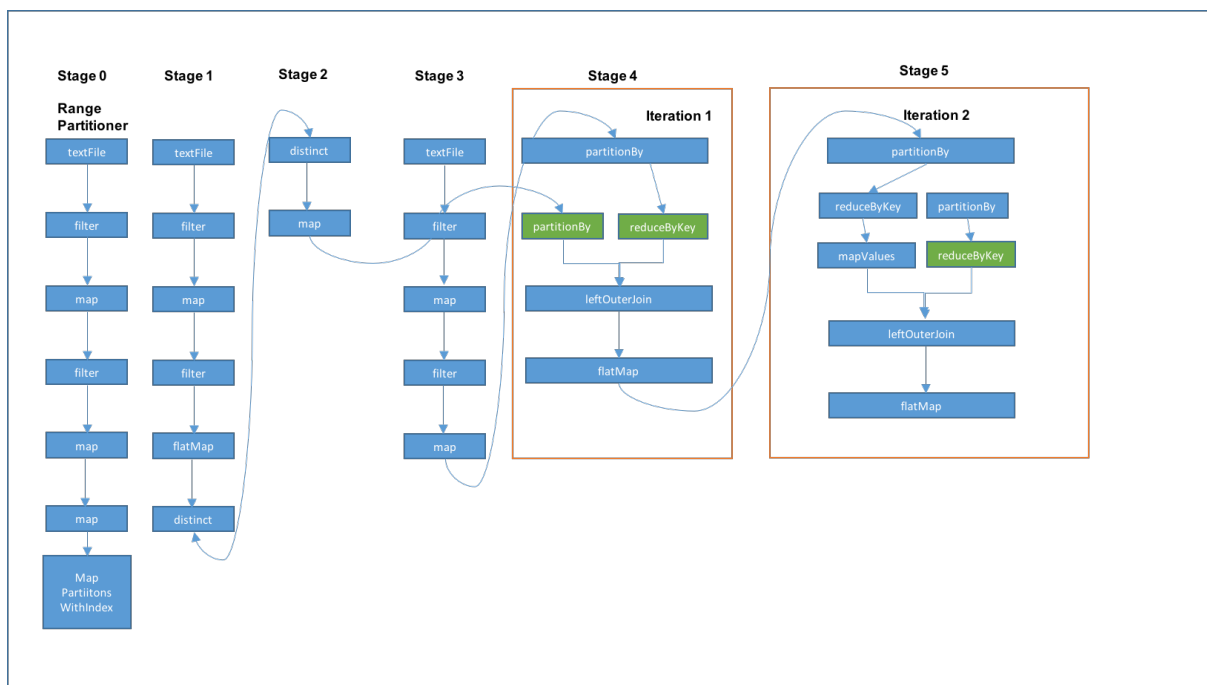 Stage 0
Stage 1
Stage 2
Stage 3
Stage 4
Stage 5
Range
Partitioner
textFile
filter
map
filter
map
map
Map
Partiitons
WithIndex
textFile
filter
map
filter
flatMap
distinct
distinct
map
textFile
filter
map
filter
map
Iteration 1
partitionBy
partitionBy
reduceByKey
leftOuterJoin
flatMap
Iteration 2
partitionBy
reduceByKey
partitionBy
mapValues
reduceByKey
leftOuterJoin
flatMap